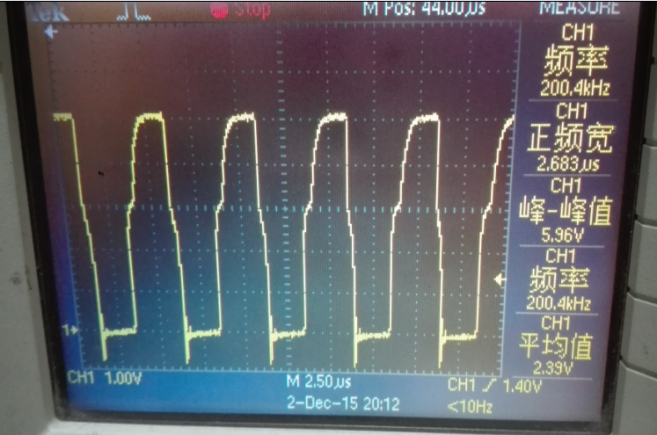 Tek Stop M Pos: 44.00µs MEASURE
CH1
频率
200.4kHz
CH1
正频宽
2.683µs
CH1
峰-峰值
5.96V
CH1
频率
200.4kHz
CH1
平均值
2.39V
1
CH1 1.00V M 2.50µs CH1 1.40V
2-Dec-15 20:12 <10Hz